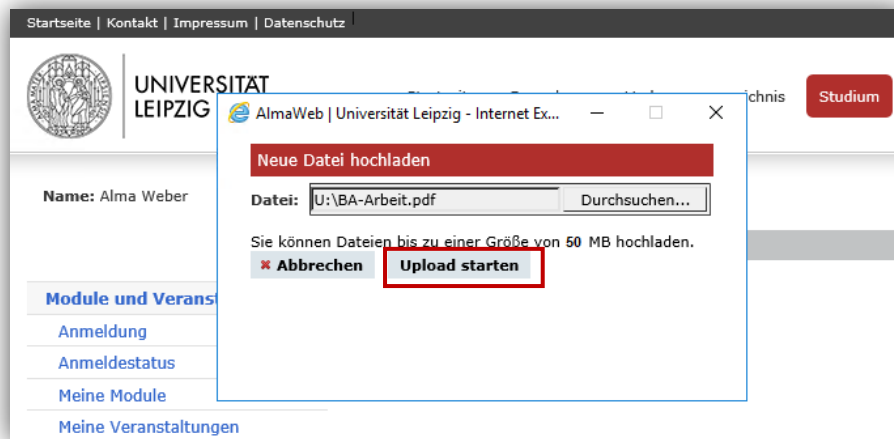 Startseite | Kontakt | Impressum | Datenschutz
UNIVERSITÄT
LEIPZIG
chnis
Studium
AlmaWeb | Universität Leipzig - Internet Ex...
Neue Datei hochladen
Name: Alma Weber
Datei: U:\BA-Arbeit.pdf Durchsuchen...
Sie können Dateien bis zu einer Größe von 50 MB hochladen.
Abbrechen Upload starten
Module und Veranst
Anmeldung
Anmeldestatus
Meine Module
Meine Veranstaltungen